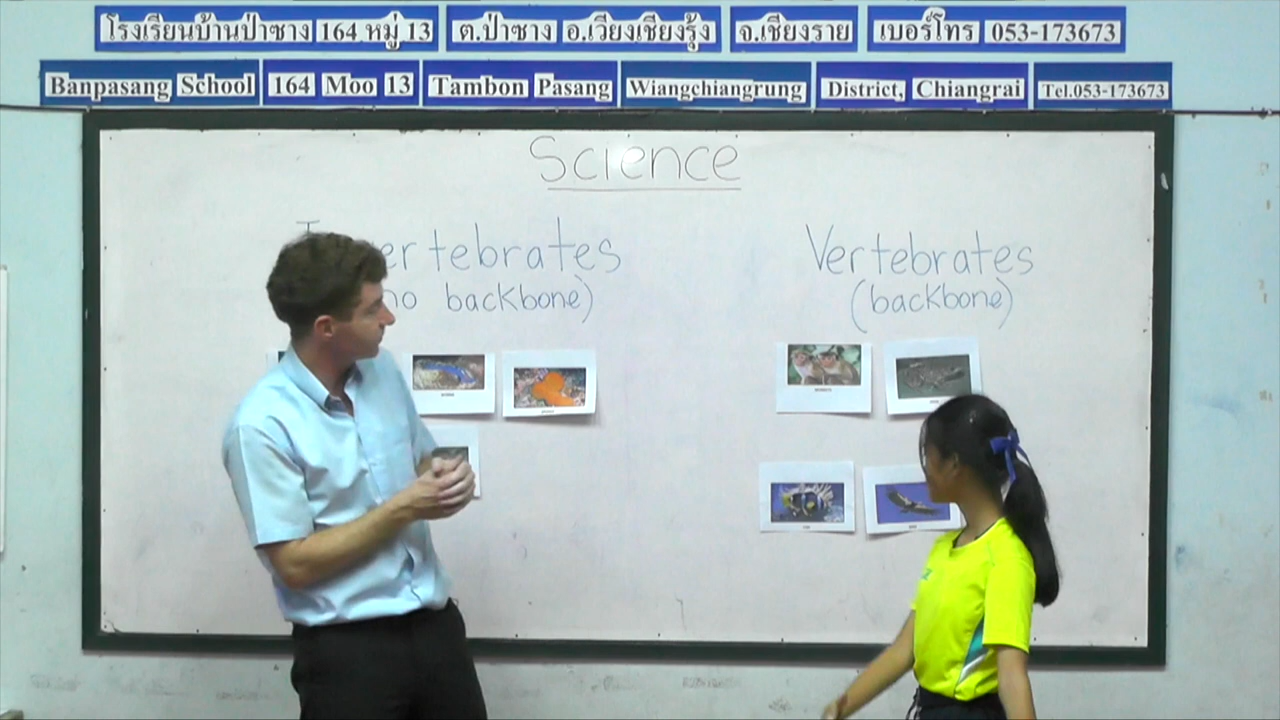 โรงเรียนบ้านป่าซาง 164 หมู่ 13 ต.ป่าซาง อ.เวียงเชียงรุ้ง จ.เชียงราย เบอร์โทร 053-173673
Banpasang School 164 Moo 13 Tambon Pasang Wiangchiangrung District, Chiangrai Tel.053-173673
Science
Vertebrates
no backbone)
(backbone)